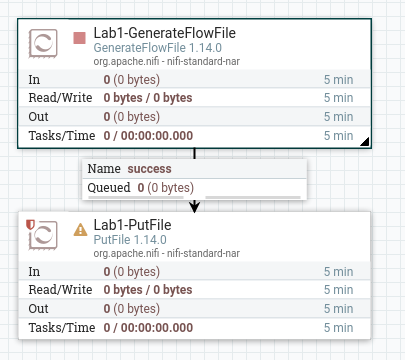 Lab1-GenerateFlowFile
GenerateFlowFile 1.14.0
org.apache.nifi - nifi-standard-nar
In 0 (0 bytes) 5 min
Read/Write 0 bytes / 0 bytes 5 min
Out 0 (0 bytes) 5 min
Tasks/Time 0 / 00:00:00.000 5 min
Name success
Queued 0 (0 bytes)
Lab1-PutFile
PutFile 1.14.0
org.apache.nifi - nifi-standard-nar
In 0 (0 bytes) 5 min
Read/Write 0 bytes / 0 bytes 5 min
Out 0 (0 bytes) 5 min
Tasks/Time 0 / 00:00:00.000 5 min